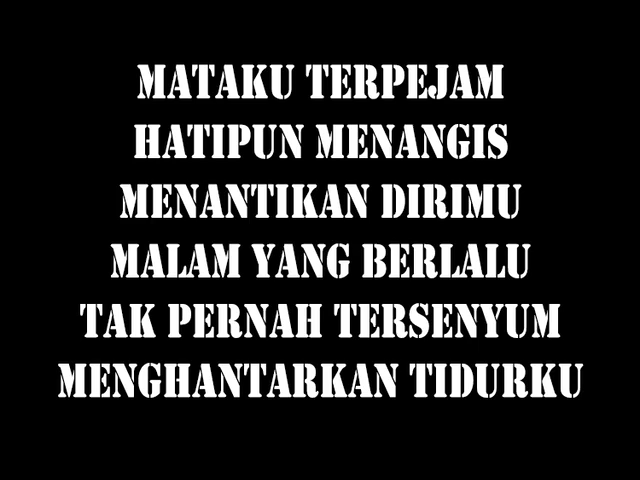 MATAKU TERPEJAM
HATIPUN MENANGIS
MENANTIKAN DIRIMU
MALAM YANG BERLALU
TAK PERNAH TERSENYUM
MENGHANTARKAN TIDURKU